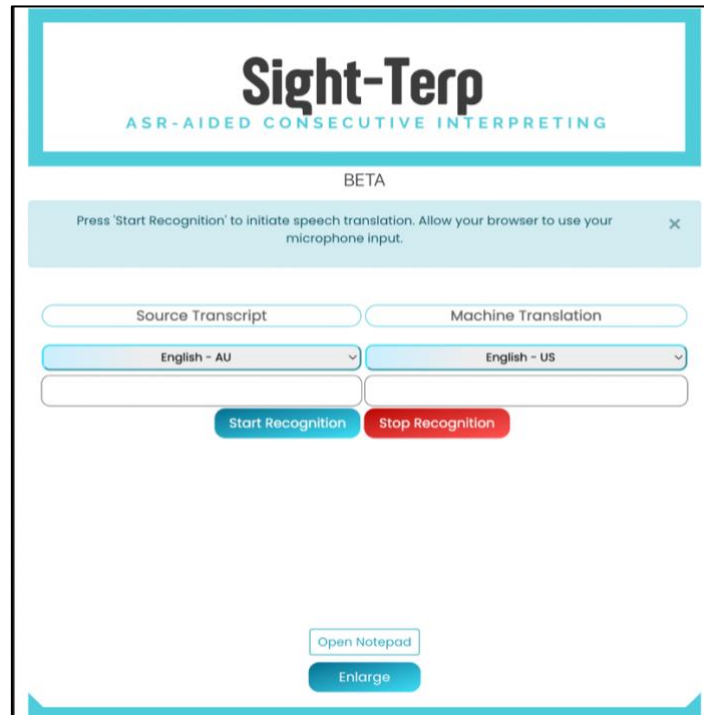 Sight-Terp
ASR-AIDED CONSECUTIVE INTERPRETING
BETA
Press 'Start Recognition' to initiate speech translation. Allow your browser to use your
microphone input.
×
Source Transcript
Machine Translation
English - AU
English - US
Start Recognition
Stop Recognition
Open Notepad
Enlarge